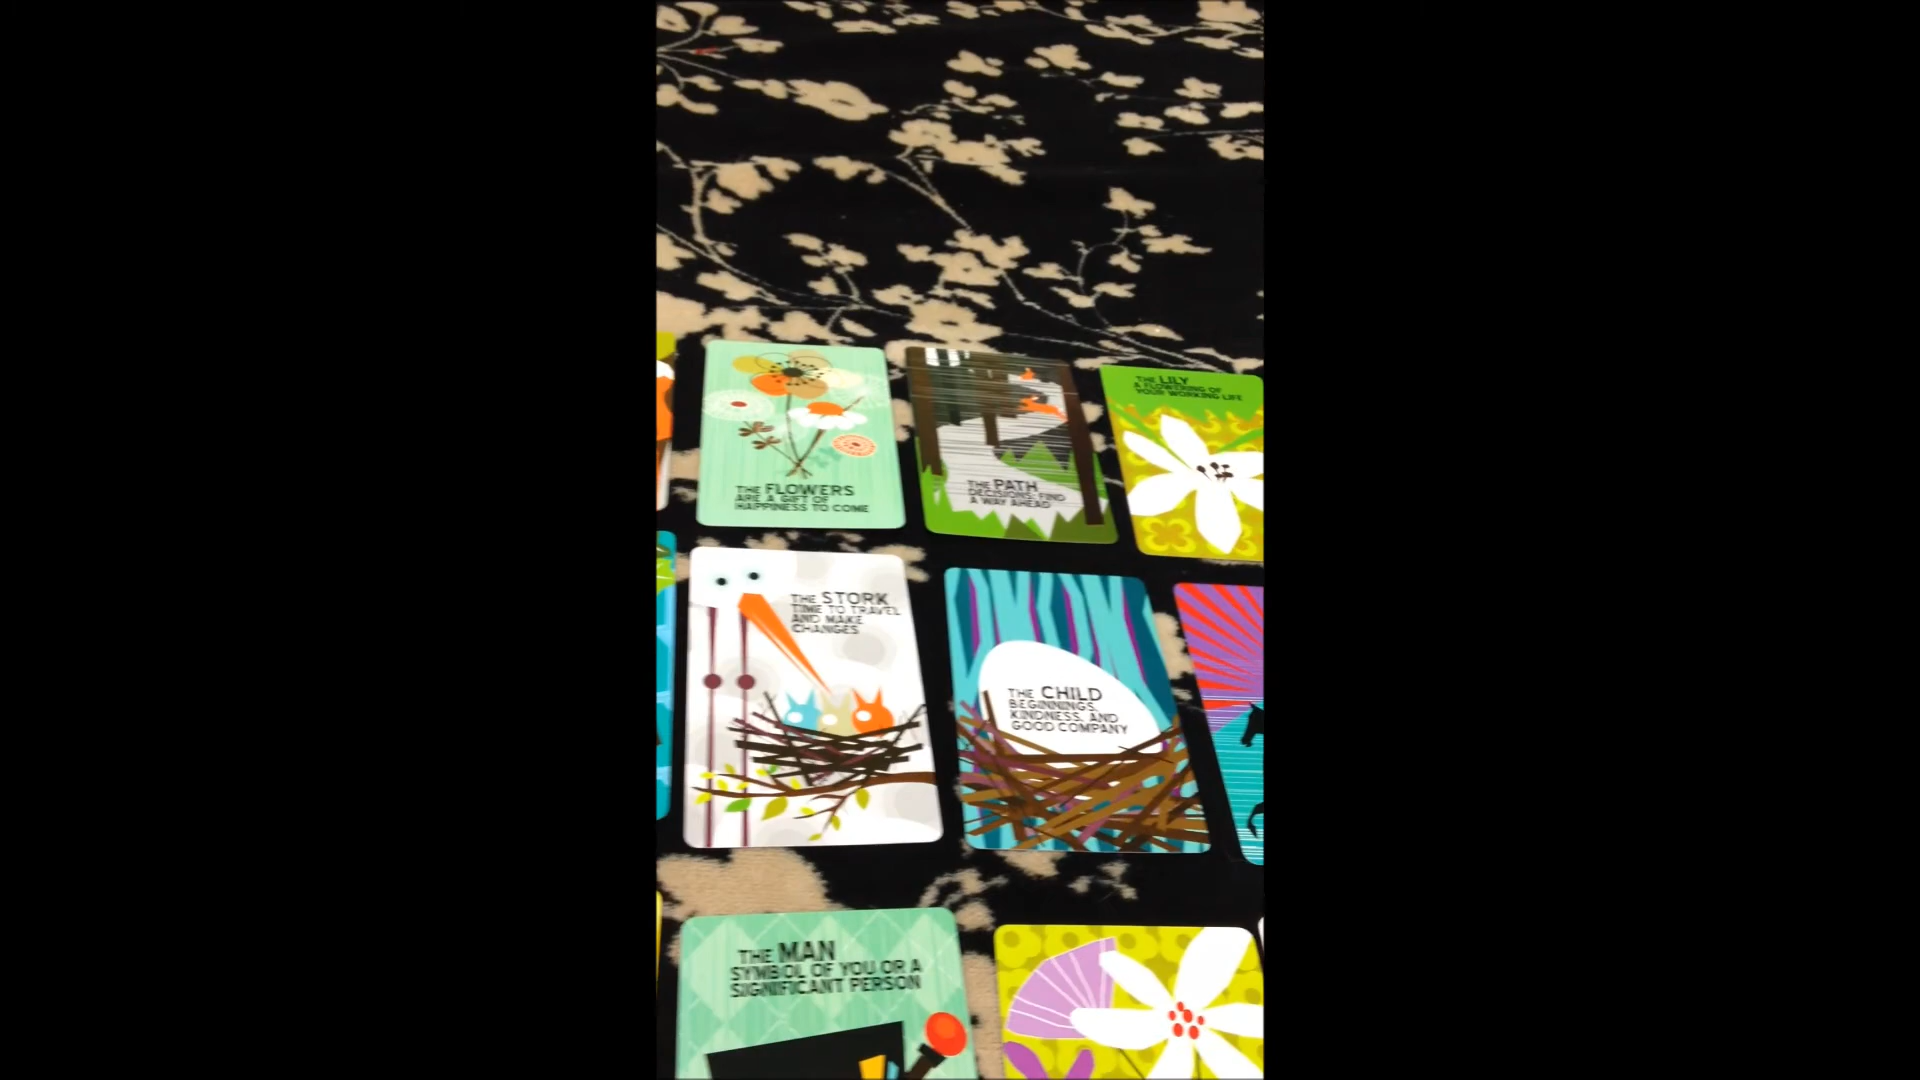 THE FLOWERS
ARE A GIFT OF
HAPPINESS TO COME
THE PATH
DECISIONS: FIND
A WAY AHEAD
THE LILY
A FLOWERING OF
YOUR WORKING LIFE
THE STORK
TIME TO TRAVEL
AND MAKE
CHANGES
THE CHILD
BEGINNINGS,
KINDNESS, AND
GOOD COMPANY
THE MAN
SYMBOL OF YOU OR A
SIGNIFICANT PERSON